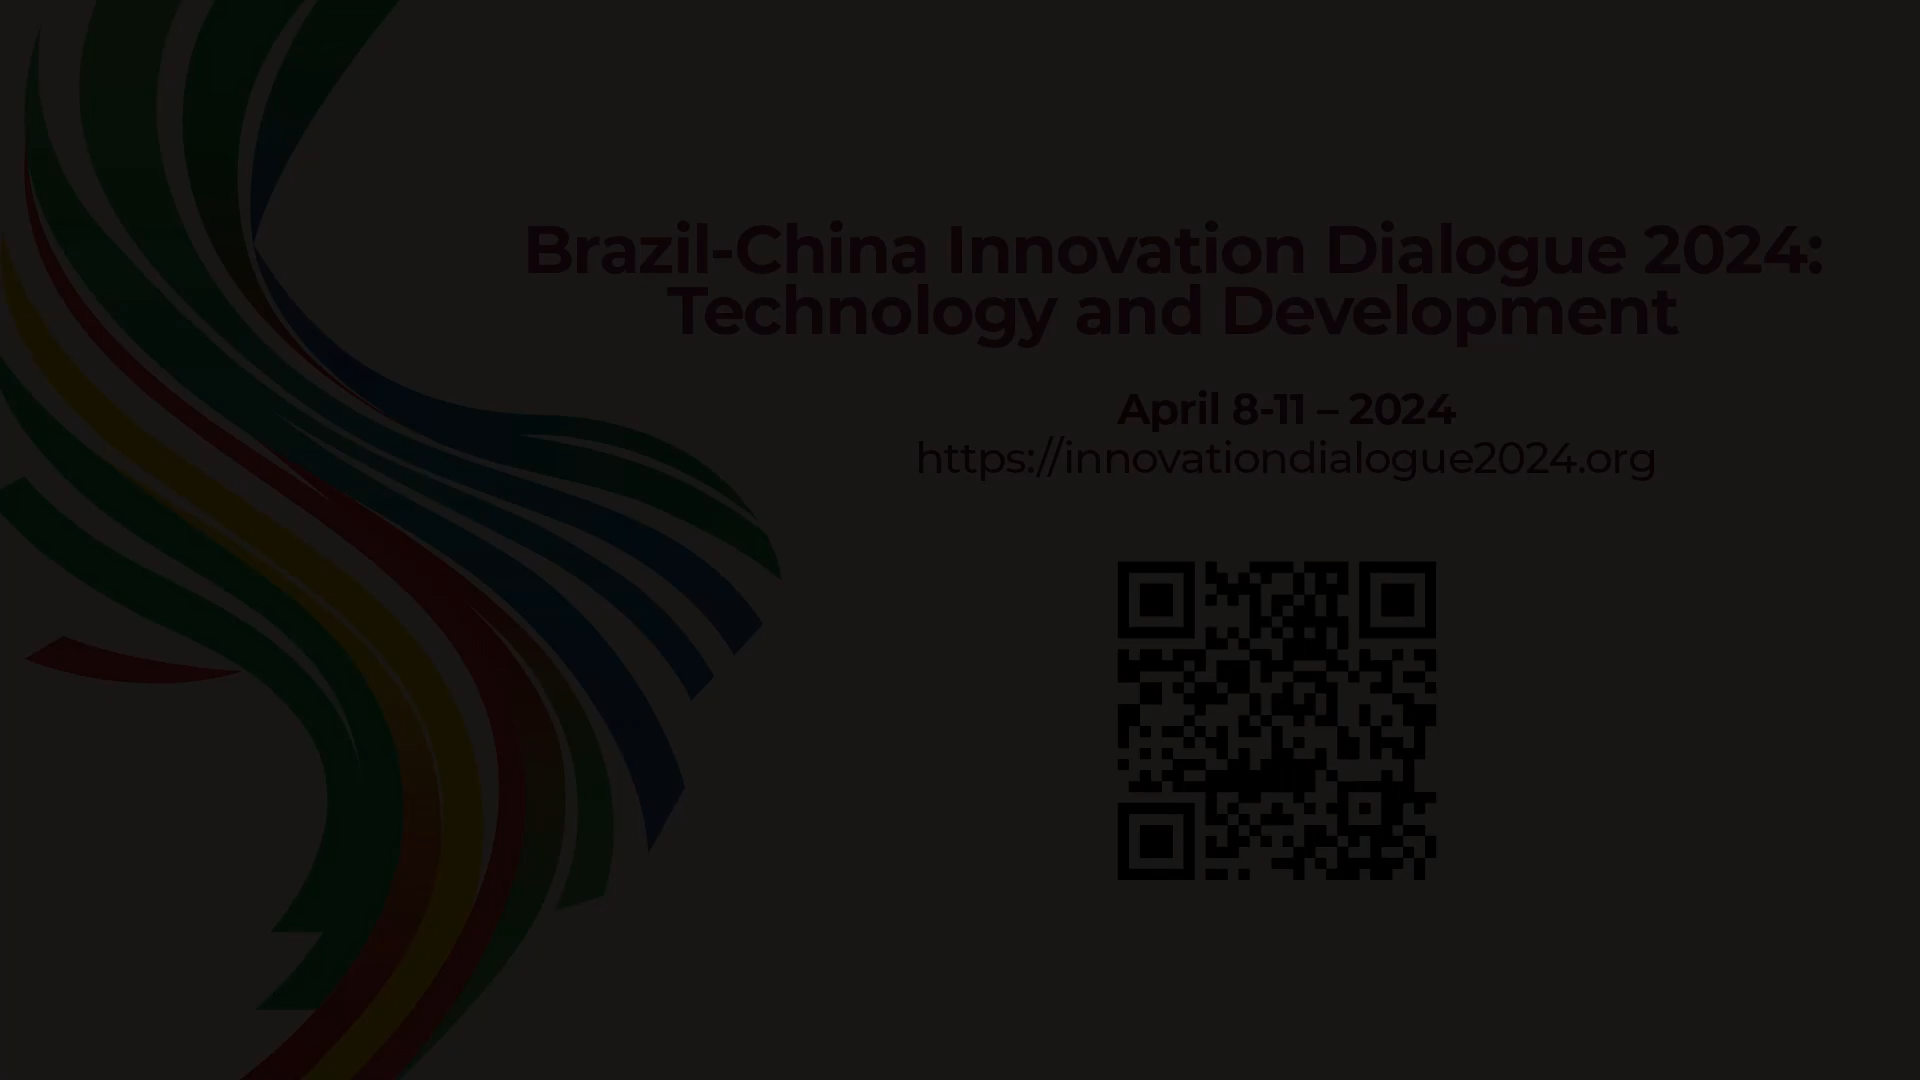 Brazil-China Innovation Dialogue 2024:
Technology and Development
April 8-11 – 2024
https://innovationdialogue2024.org